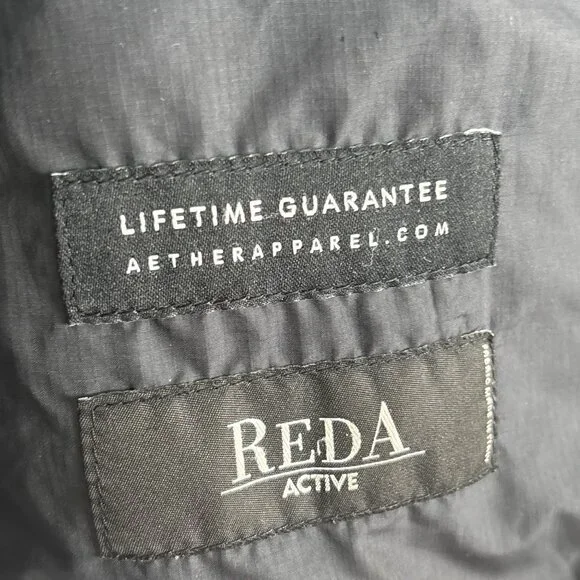 LIFETIME GUARANTEE
AETHERAPPAREL.COM
REDA
ACTIVE